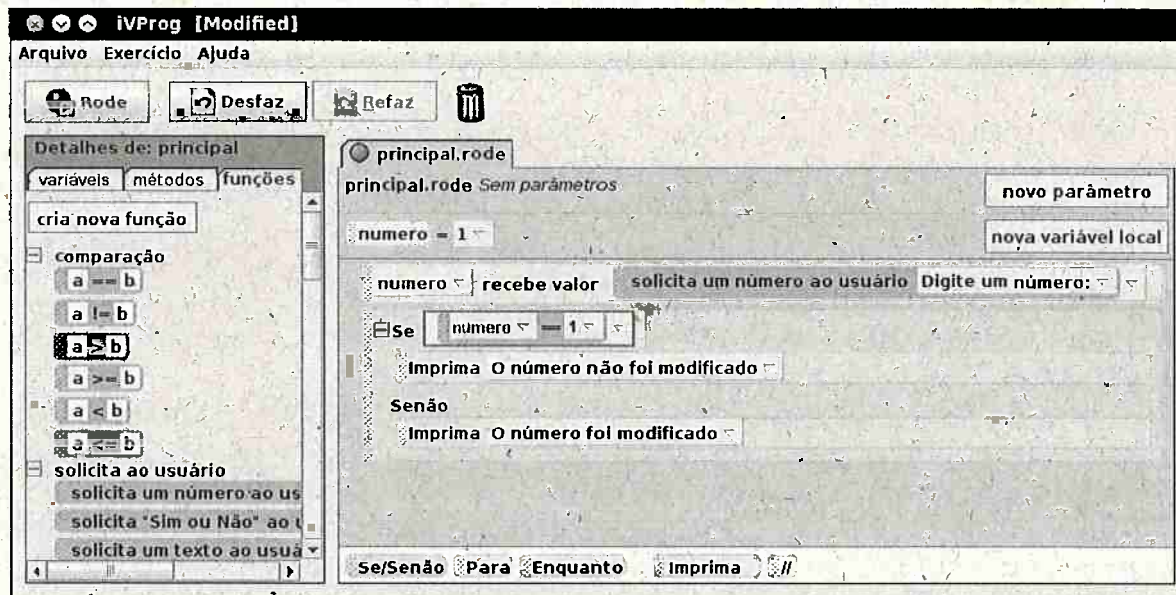 iVProg [Modified]
Arquivo Exercício Ajuda
Rode Desfaz Refaz
Detalhes de: principal
variáveis métodos funções
cria nova função
comparação
a == b
a != b
a > b
a >= b
a < b
a <= b
solicita ao usuário
solicita um número ao us
solicita "Sim ou Não" ao u
solicita um texto ao usuá
principal.rode
principal.rode Sem parâmetros
novo parâmetro
numero = 1
nova variável local
numero recebe valor solicita um número ao usuário Digite um número:
Se numero == 1
Imprima O número não foi modificado
Senão
Imprima O número foi modificado
Se/Senão Para Enquanto Imprima //